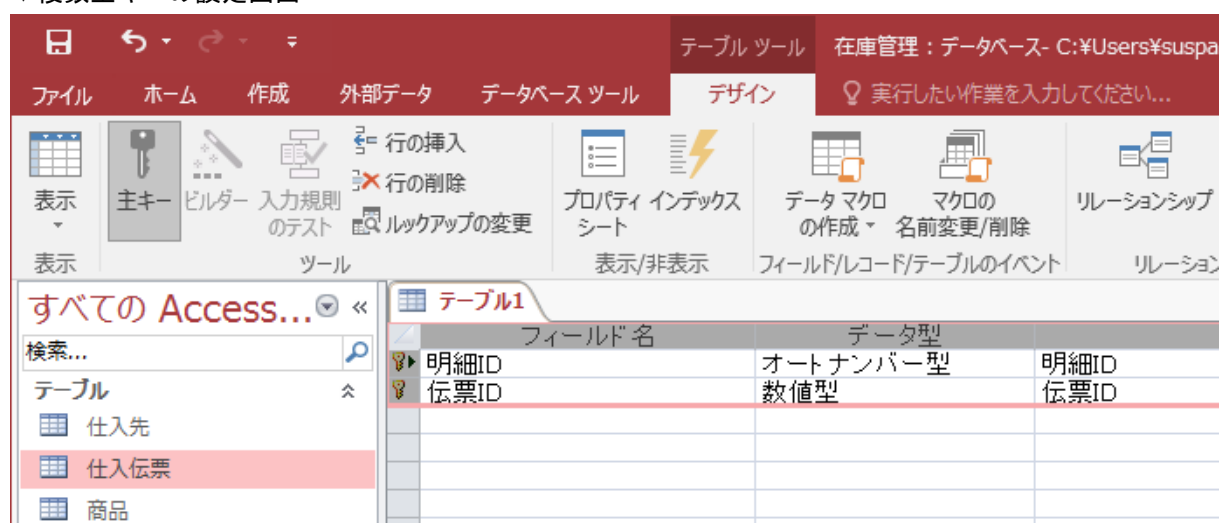 テーブル ツール 在庫管理：データベース- C:¥Users¥suspa
ファイル ホーム 作成 外部データ データベース ツール デザイン 実行したい作業を入力してください...
表示 主キー ビルダー 入力規則のテスト
行の挿入
行の削除
ルックアップの変更
プロパティシート インデックス
データ マクロの作成 マクロの名前変更/削除
リレーションシップ
表示 ツール 表示/非表示 フィールド/レコード/テーブルのイベント リレーション
すべての Access...
検索...
テーブル
仕入先
仕入伝票
商品
テーブル1
フィールド名 データ型
明細ID オートナンバー型 明細ID
伝票ID 数値型 伝票ID